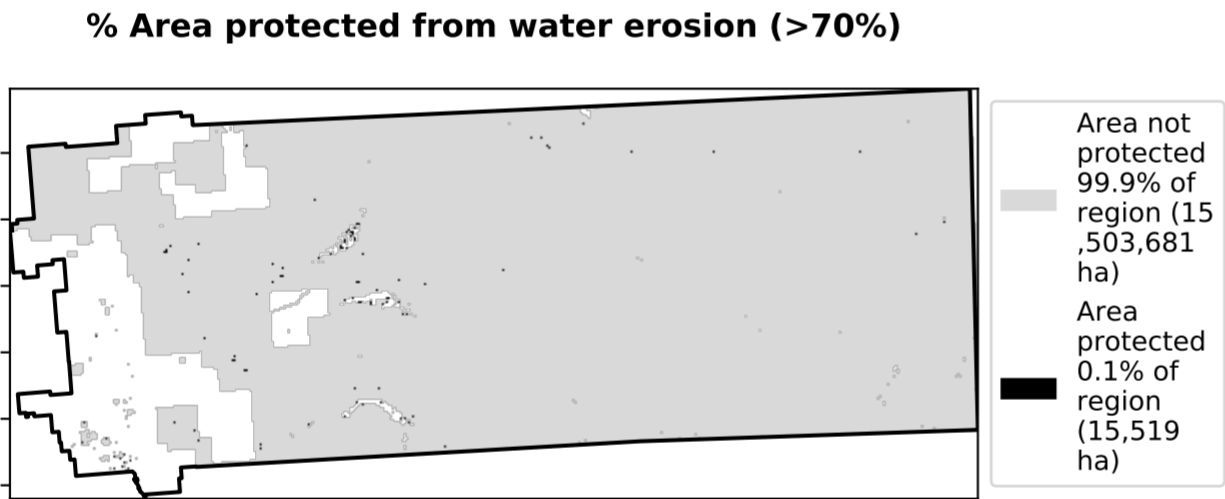 % Area protected from water erosion (>70%)
Area not
protected
99.9% of
region (15
,503,681
ha)
Area
protected
0.1% of
region
(15,519
ha)